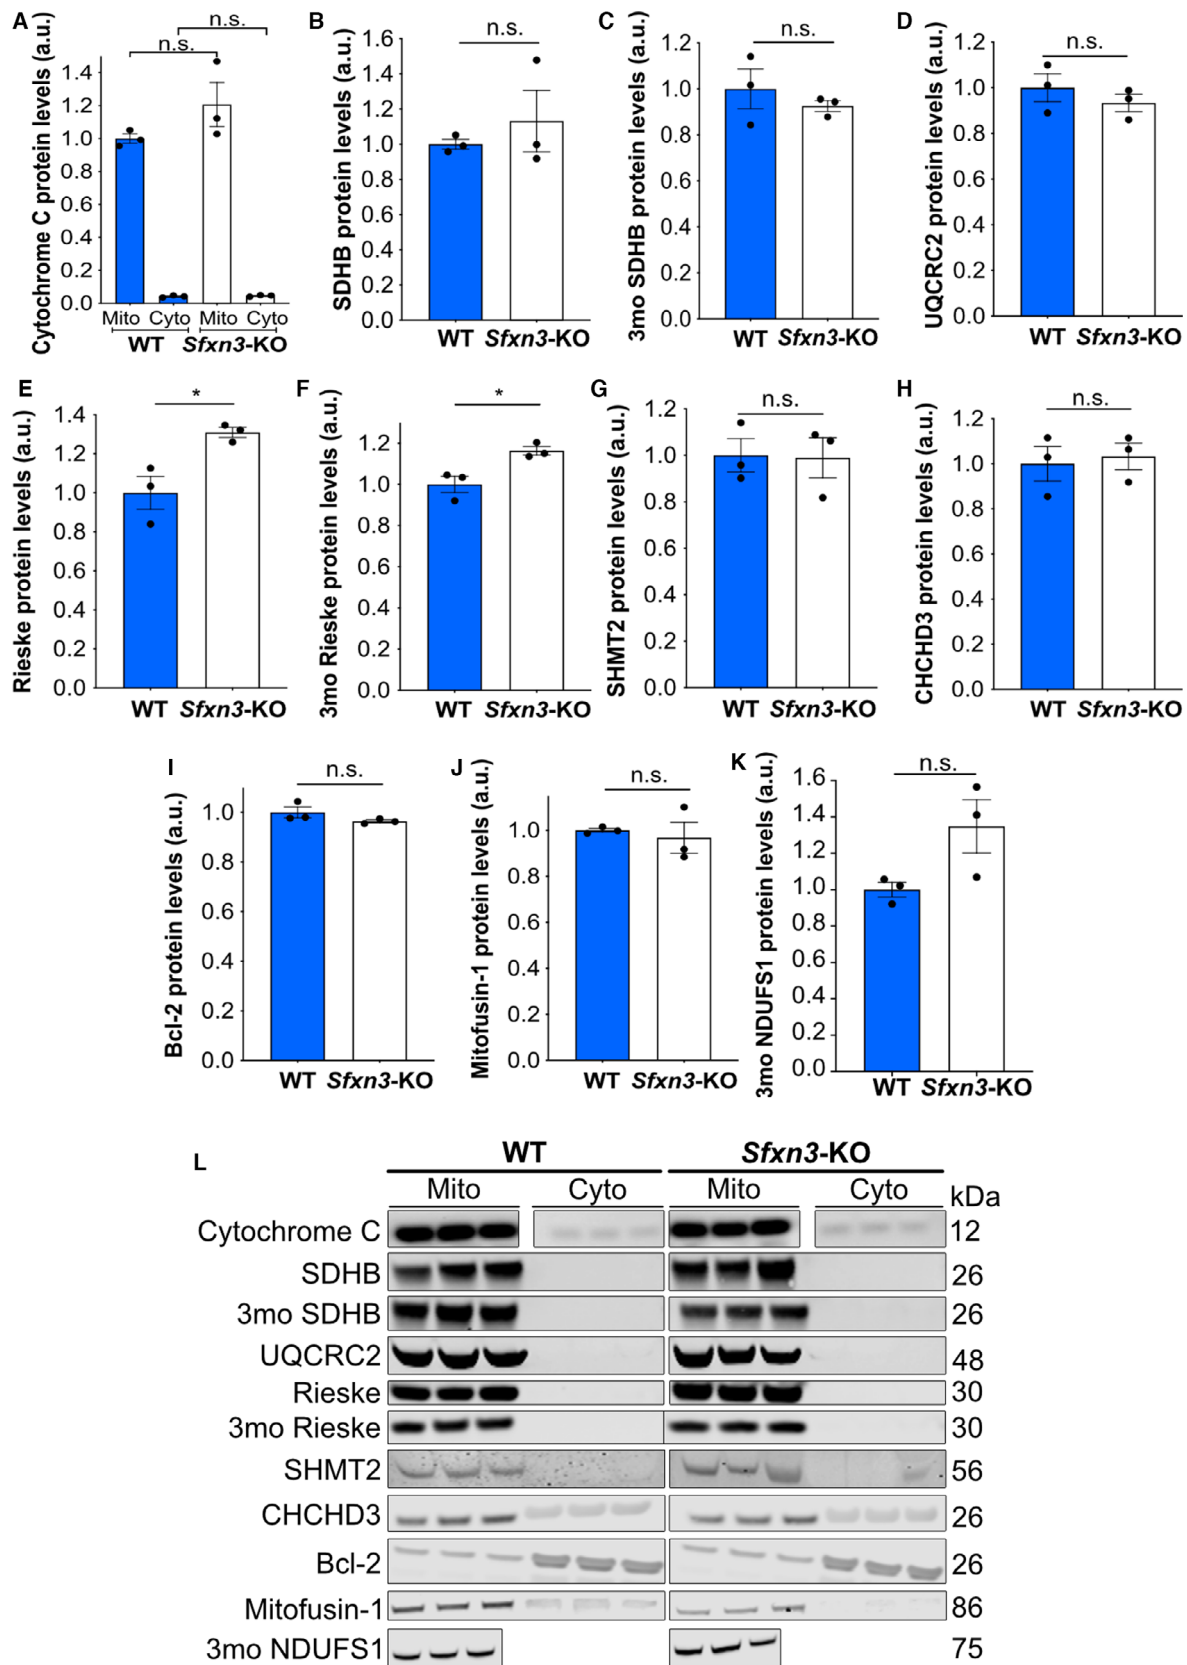 A
Cytochrome C protein levels (a.u.)
n.s.
n.s.
1.4
1.2
1.0
0.8
0.6
0.4
0.2
0.0
Mito Cyto Mito Cyto
WT Sfxn3-KO
B
SDHB protein levels (a.u.)
n.s.
1.6
1.4
1.2
1.0
0.8
0.6
0.4
0.2
0.0
WT Sfxn3-KO
C
3mo SDHB protein levels (a.u.)
n.s.
1.2
1.0
0.8
0.6
0.4
0.2
0.0
WT Sfxn3-KO
D
UQCRC2 protein levels (a.u.)
n.s.
1.2
1.0
0.8
0.6
0.4
0.2
0.0
WT Sfxn3-KO
E
Rieske protein levels (a.u.)
*
1.4
1.2
1.0
0.8
0.6
0.4
0.2
0.0
WT Sfxn3-KO
F
3mo Rieske protein levels (a.u.)
*
1.2
1.0
0.8
0.6
0.4
0.2
0.0
WT Sfxn3-KO
G
SHMT2 protein levels (a.u.)
n.s.
1.2
1.0
0.8
0.6
0.4
0.2
0.0
WT Sfxn3-KO
H
CHCHD3 protein levels (a.u.)
n.s.
1.2
1.0
0.8
0.6
0.4
0.2
0.0
WT Sfxn3-KO
I
Bcl-2 protein levels (a.u.)
n.s.
1.0
0.8
0.6
0.4
0.2
0.0
WT Sfxn3-KO
J
Mitofusin-1 protein levels (a.u.)
n.s.
1.0
0.8
0.6
0.4
0.2
0.0
WT Sfxn3-KO
K
3mo NDUFS1 protein levels (a.u.)
n.s.
1.6
1.4
1.2
1.0
0.8
0.6
0.4
0.2
0.0
WT Sfxn3-KO
L
WT Sfxn3-KO
Mito Cyto Mito Cyto kDa
Cytochrome C 12
SDHB 26
3mo SDHB 26
UQCRC2 48
Rieske 30
3mo Rieske 30
SHMT2 56
CHCHD3 26
Bcl-2 26
Mitofusin-1 86
3mo NDUFS1 75